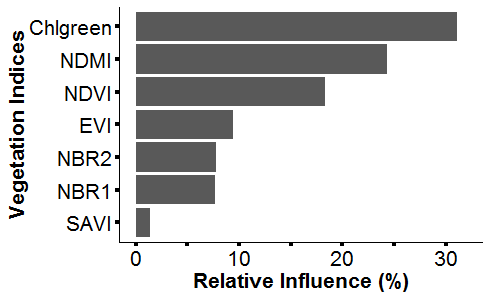 Vegetation Indices
Chlgreen
NDMI
NDVI
EVI
NBR2
NBR1
SAVI
0 10 20 30
Relative Influence (%)